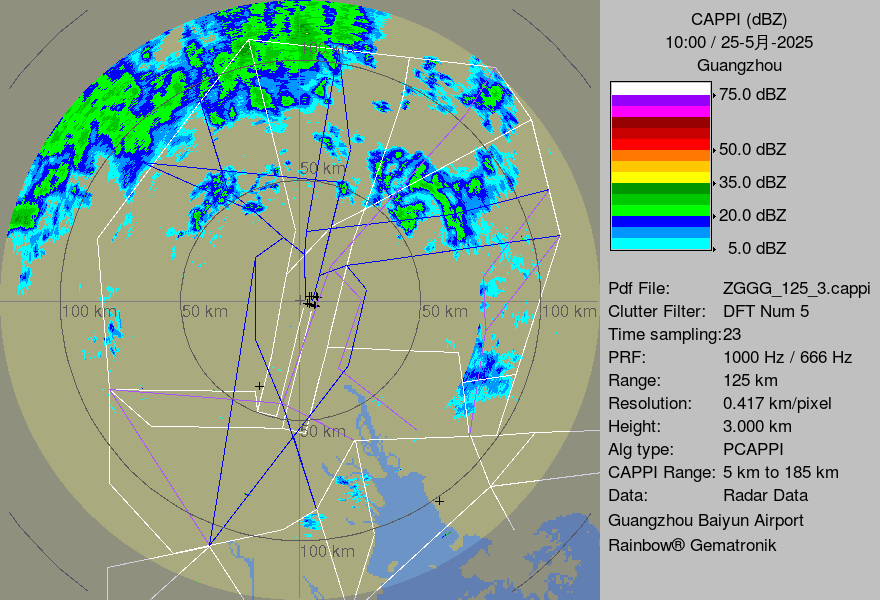 CAPPI (dBZ)
10:00 / 25-5月-2025
Guangzhou
75.0 dBZ
50.0 dBZ
35.0 dBZ
20.0 dBZ
5.0 dBZ
50 km
100 km
50 km
50 km
100 km
50 km
100 km
Pdf File: ZGGG_125_3.cappi
Clutter Filter: DFT Num 5
Time sampling:23
PRF: 1000 Hz / 666 Hz
Range: 125 km
Resolution: 0.417 km/pixel
Height: 3.000 km
Alg type: PCAPPI
CAPPI Range: 5 km to 185 km
Data: Radar Data
Guangzhou Baiyun Airport
Rainbow® Gematronik